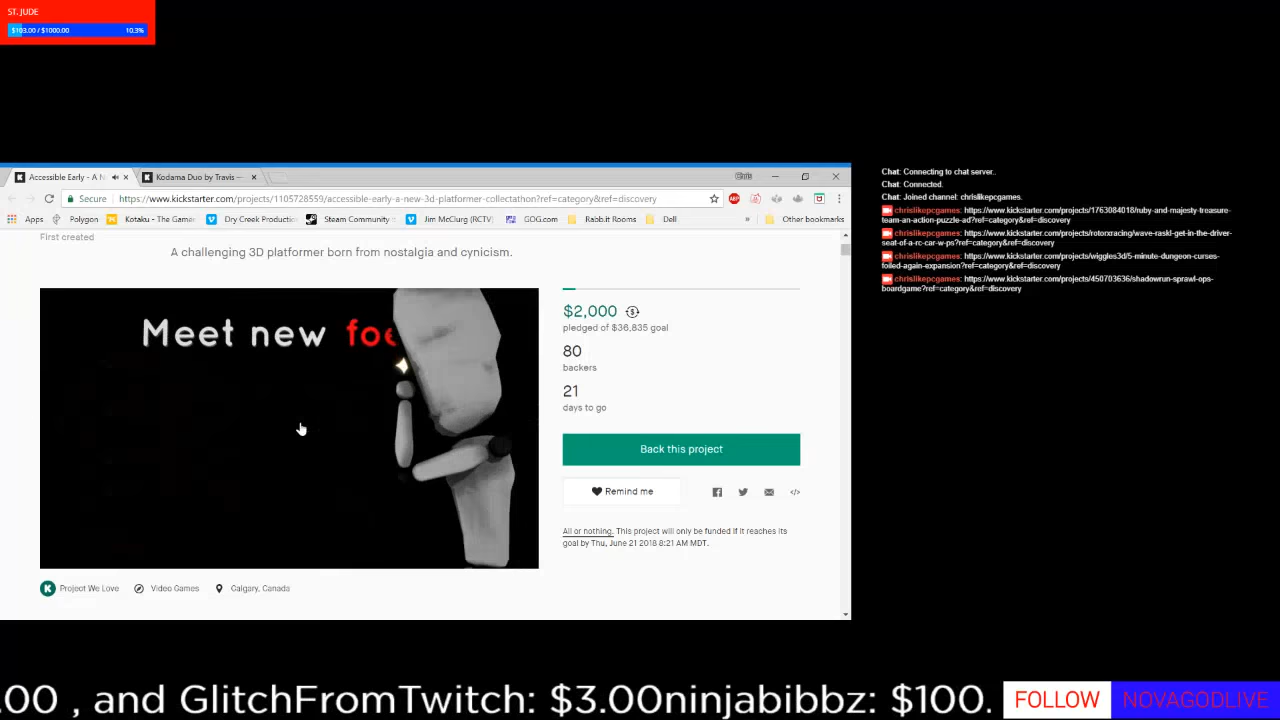 ST. JUDE
$103.00 / $1000.00 10.3%
Accessible Early - A N
Kodama Duo by Travis —
Chris
Secure https://www.kickstarter.com/projects/1105728559/accessible-early-a-new-3d-platformer-collectathon?ref=category&ref=discovery
Apps Polygon Kotaku - The Gamer Dry Creek Productio Steam Community :: Jim McClurg (RCTV) GOG.com Rabbit Rooms Dell » Other bookmarks
First created
A challenging 3D platformer born from nostalgia and cynicism.
Meet new foe
$2,000
pledged of $36,835 goal
80
backers
21
days to go
Back this project
Remind me
All or nothing. This project will only be funded if it reaches its
goal by Thu, June 21 2018 8:21 AM MDT.
Project We Love Video Games Calgary, Canada
Chat: Connecting to chat server..
Chat: Connected.
Chat: Joined channel: chrislikepcgames.
chrislikepcgames: https://www.kickstarter.com/projects/1763084018/ruby-and-majesty-treasure-
team-an-action-puzzle-ad?ref=category&ref=discovery
chrislikepcgames: https://www.kickstarter.com/projects/rotorxracing/wave-raskl-get-in-the-driver-
seat-of-a-rc-car-w-ps?ref=category&ref=discovery
chrislikepcgames: https://www.kickstarter.com/projects/wiggles3d/5-minute-dungeon-curses-
foiled-again-expansion?ref=category&ref=discovery
chrislikepcgames: https://www.kickstarter.com/projects/450703636/shadowrun-sprawl-ops-
boardgame?ref=category&ref=discovery
.00 , and GlitchFromTwitch: $3.00ninjabibbz: $100.
FOLLOW NOVAGODLIVE